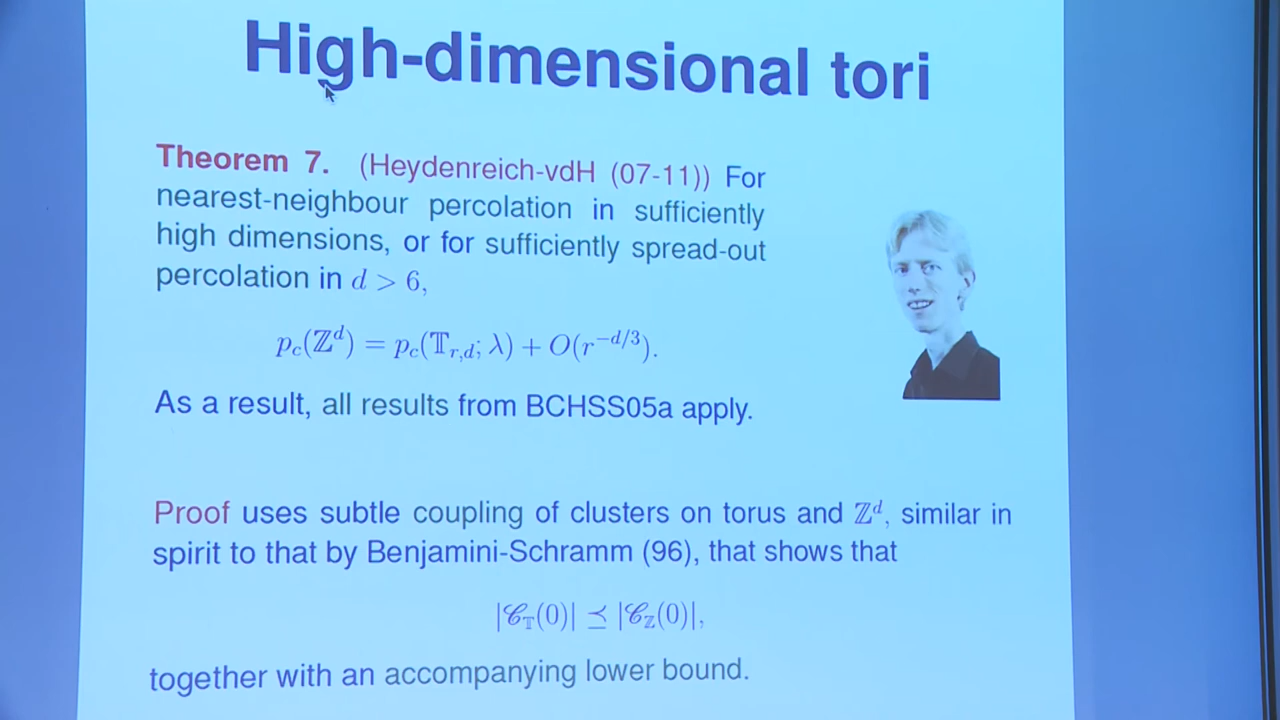 High-dimensional tori
Theorem 7. (Heydenreich-vdH (07-11)) For
nearest-neighbour percolation in sufficiently
high dimensions, or for sufficiently spread-out
percolation in d > 6,
p_c(ℤ^d) = p_c(𝕋_{r,d}; λ) + O(r^{-d/3}).
As a result, all results from BCHSS05a apply.
Proof uses subtle coupling of clusters on torus and ℤ^d, similar in
spirit to that by Benjamini-Schramm (96), that shows that
|𝒞_𝕋(0)| ⪯ |𝒞_ℤ(0)|,
together with an accompanying lower bound.